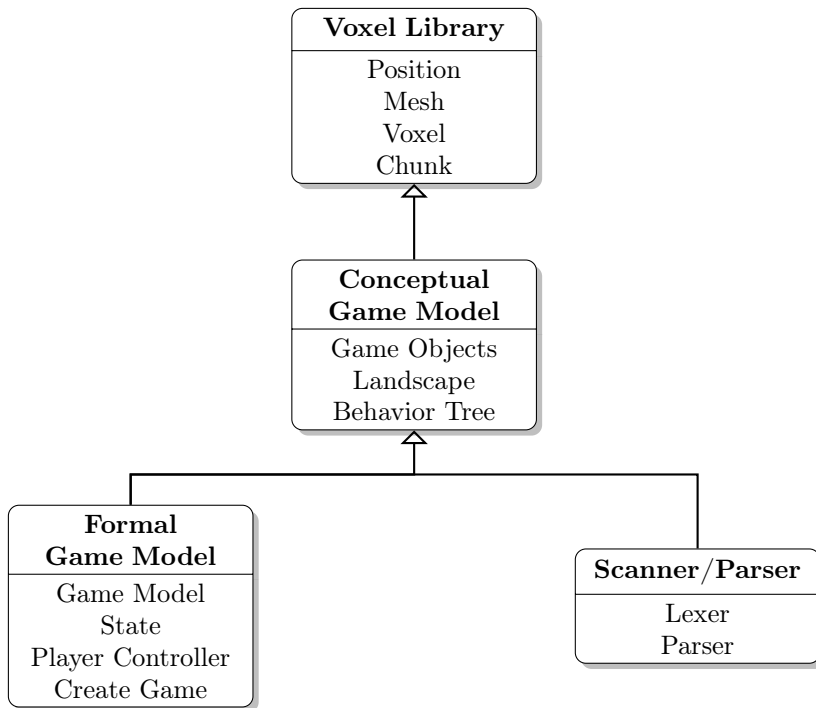 Voxel Library
Position
Mesh
Voxel
Chunk
Conceptual
Game Model
Game Objects
Landscape
Behavior Tree
Formal
Game Model
Game Model
State
Player Controller
Create Game
Scanner/Parser
Lexer
Parser